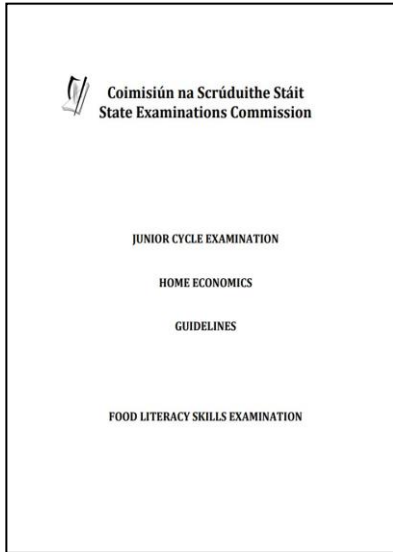 Coimisiún na Scrúduithe Stáit
State Examinations Commission
JUNIOR CYCLE EXAMINATION
HOME ECONOMICS
GUIDELINES
FOOD LITERACY SKILLS EXAMINATION